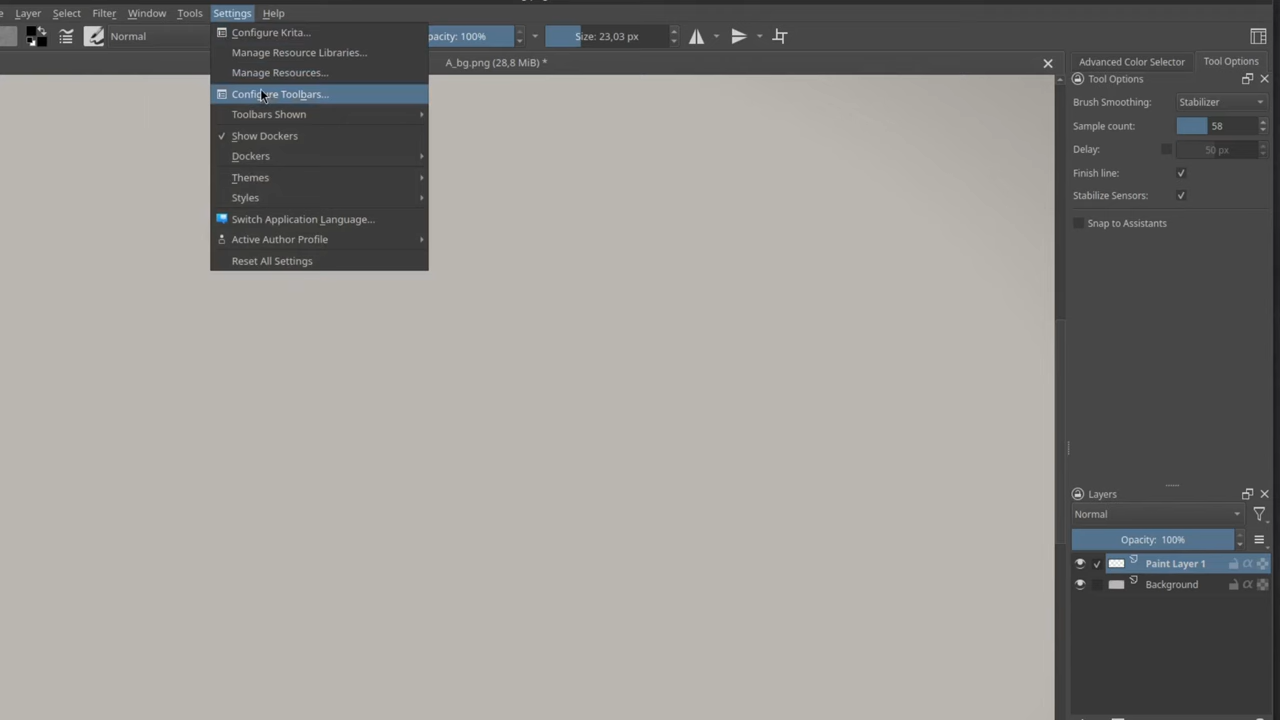 Layer Select Filter Window Tools Settings Help
Normal
pacity: 100%
Size: 23,03 px
A_bg.png (28,8 MiB) *
Configure Krita...
Manage Resource Libraries...
Manage Resources...
Configure Toolbars...
Toolbars Shown
Show Dockers
Dockers
Themes
Styles
Switch Application Language...
Active Author Profile
Reset All Settings
Advanced Color Selector Tool Options
Tool Options
Brush Smoothing: Stabilizer
Sample count: 58
Delay: 50 px
Finish line:
Stabilize Sensors:
Snap to Assistants
Layers
Normal
Opacity: 100%
Paint Layer 1
Background